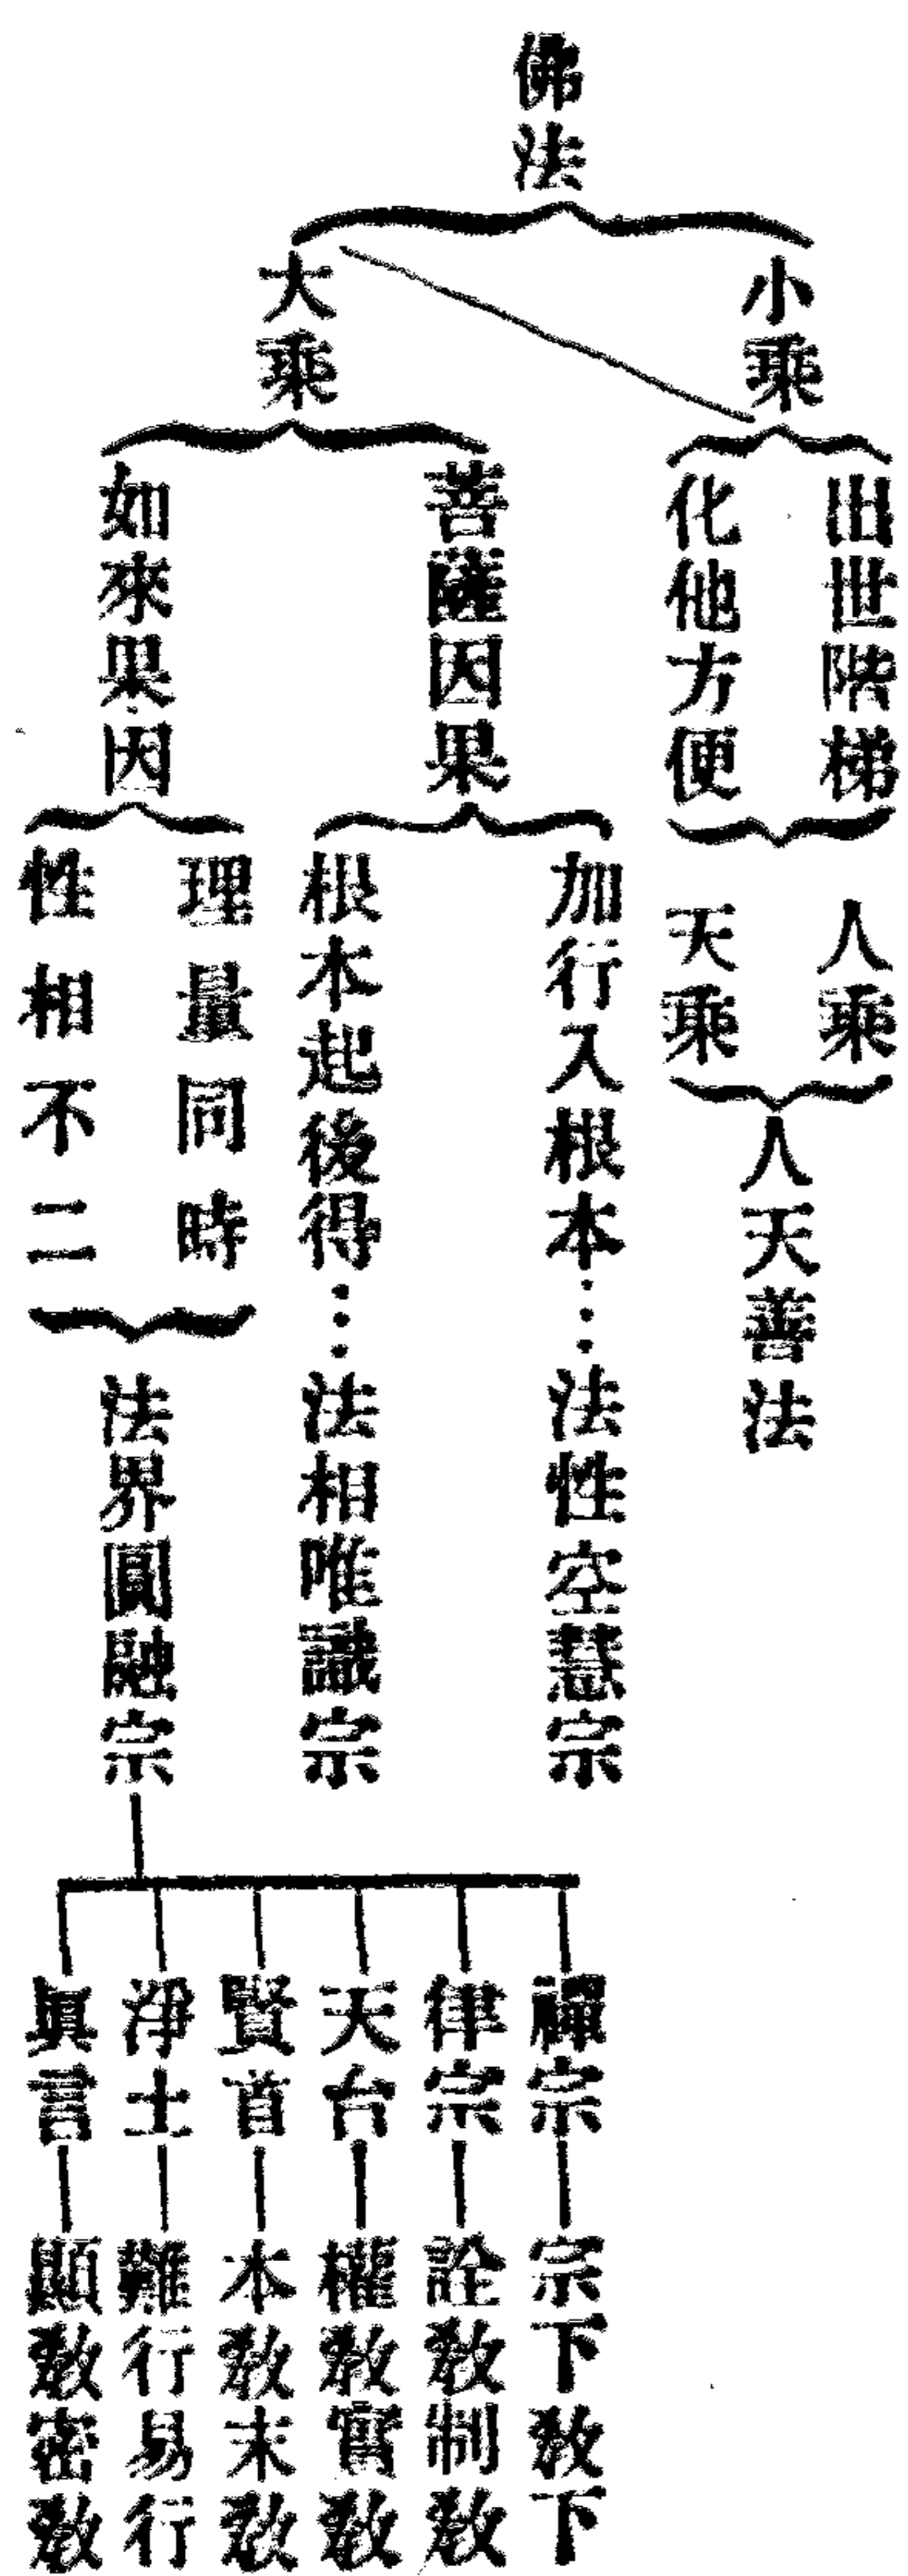 佛法
小乘
大乘
出世階梯
化他方便
菩薩因果
如來果因
人乘
天乘
人天善法
加行入根本…法性空慧宗
根本起後得…法相唯識宗
理量同時
性相不二
法界圓融宗
禪宗
宗下教下
律宗
詮教制教
天台
權教實教
賢首
本教末教
淨土
難行易行
眞言
顯教密教